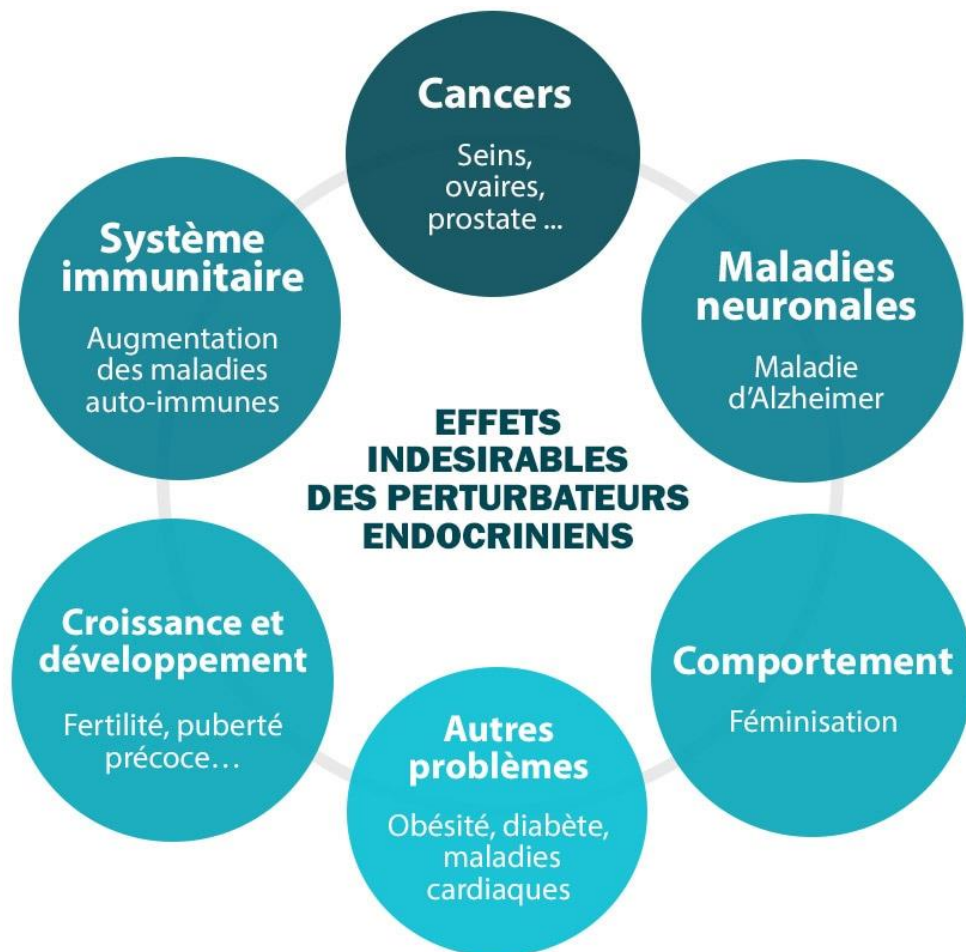 Cancers
Seins,
ovaires,
prostate ...
Maladies
neuronales
Maladie
d'Alzheimer
Comportement
Féminisation
Autres
problèmes
Obésité, diabète,
maladies
cardiaques
Croissance et
développement
Fertilité, puberté
précoce...
Système
immunitaire
Augmentation
des maladies
auto-immunes
EFFETS
INDESIRABLES
DES PERTURBATEURS
ENDOCRINIENS